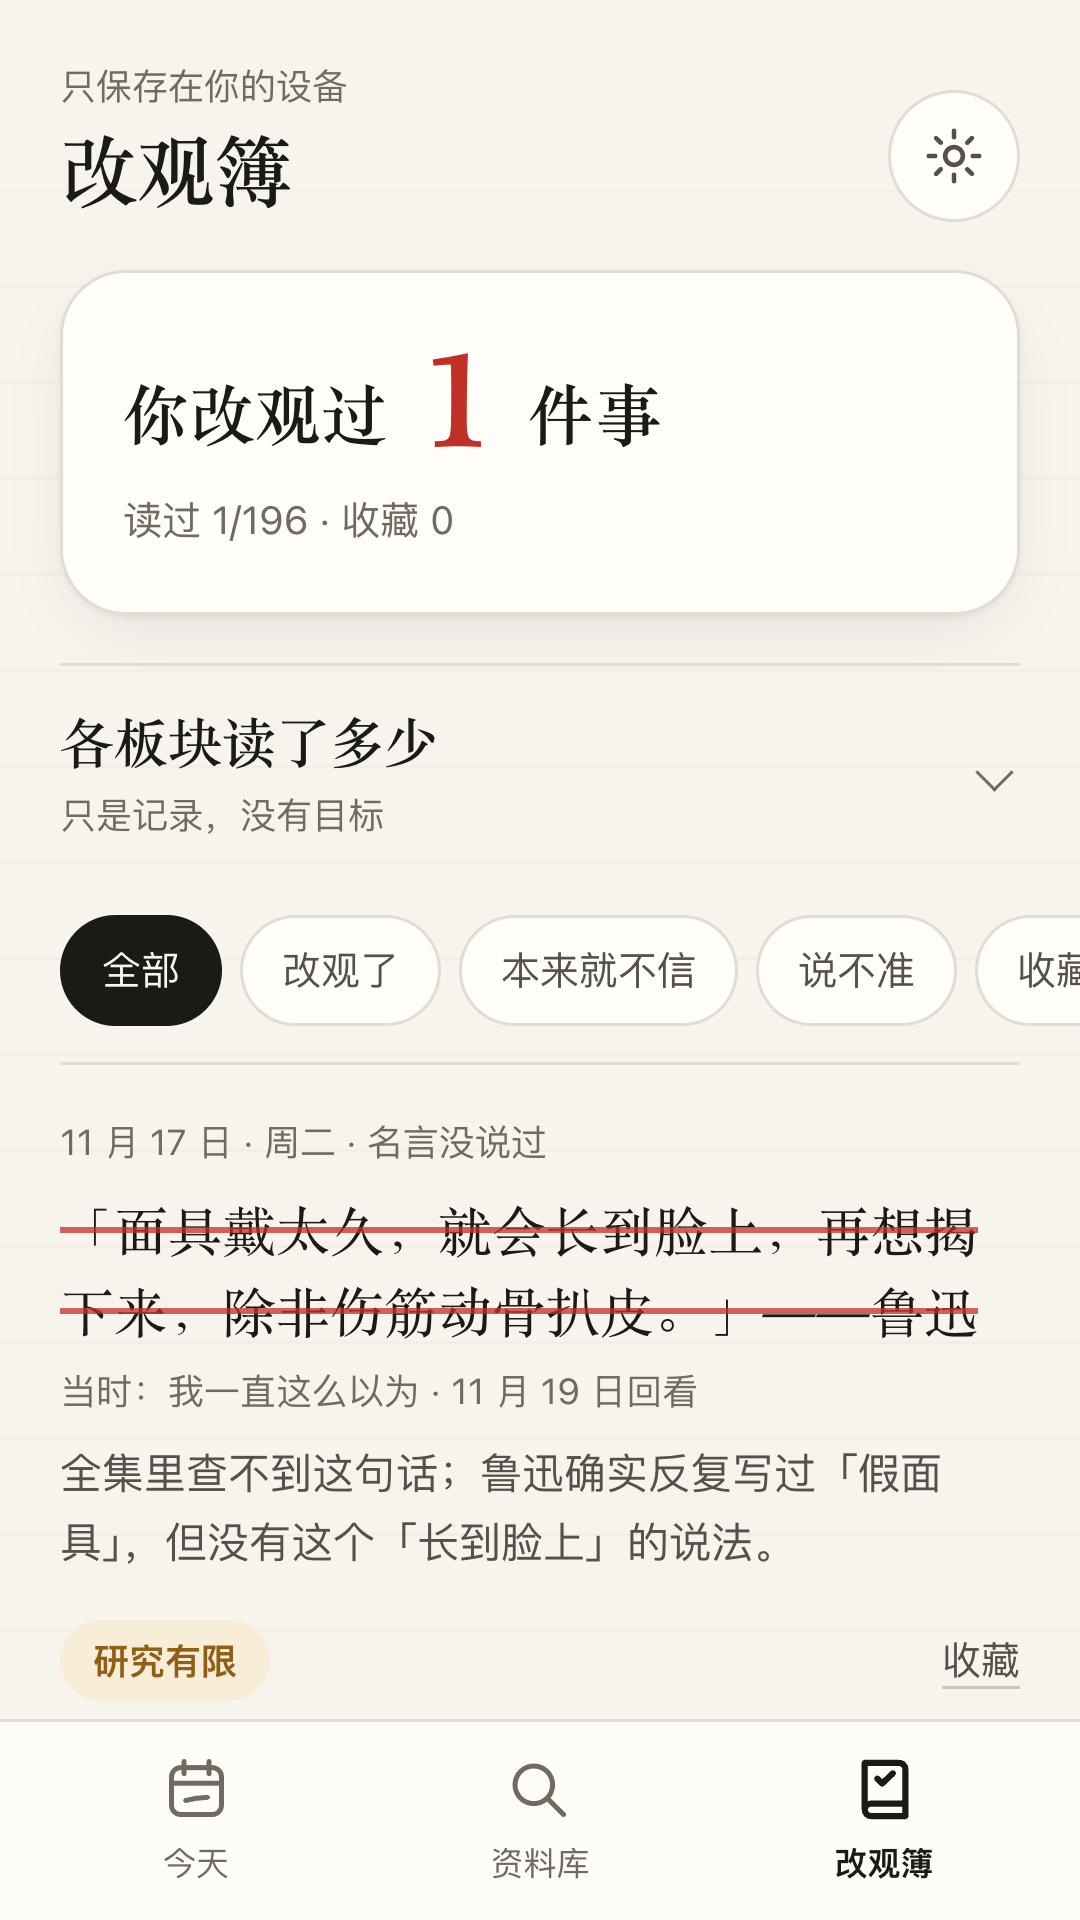 只保存在你的设备
改观簿
你改观过 1 件事
读过 1/196 · 收藏 0
各板块读了多少
只是记录，没有目标
全部 改观了 本来就不信 说不准 收藏
11 月 17 日 · 周二 · 名言没说过
「面具戴太久，就会长到脸上，再想揭
下来，除非伤筋动骨扒皮。」——鲁迅
当时：我一直这么以为 · 11 月 19 日回看
全集里查不到这句话；鲁迅确实反复写过「假面
具」，但没有这个「长到脸上」的说法。
研究有限 收藏
今天 资料库 改观簿